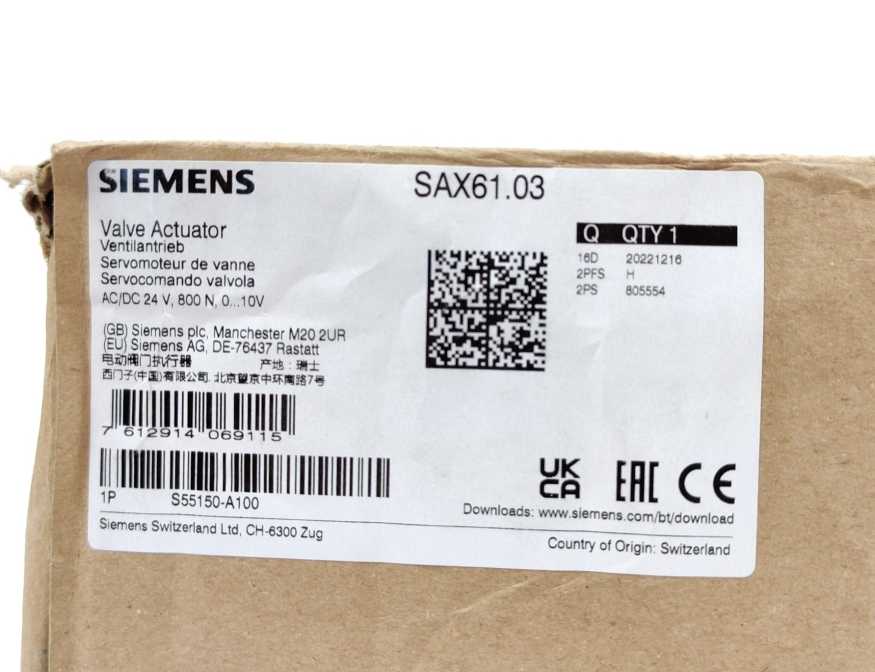 SIEMENS
SAX61.03
Valve Actuator
Ventilantrieb
Servomoteur de vanne
Servocomando valvola
AC/DC 24 V, 800 N, 0...10V
Q QTY 1
16D 20221216
2PFS H
2PS 805554
(GB) Siemens plc, Manchester M20 2UR
(EU) Siemens AG, DE-76437 Rastatt
电动阀门执行器 产地: 瑞士
西门子(中国)有限公司. 北京望京中环南路7号
7 612914 069115
1P S55150-A100
UK
CA
EAC CE
Downloads: www.siemens.com/bt/download
Siemens Switzerland Ltd, CH-6300 Zug
Country of Origin: Switzerland